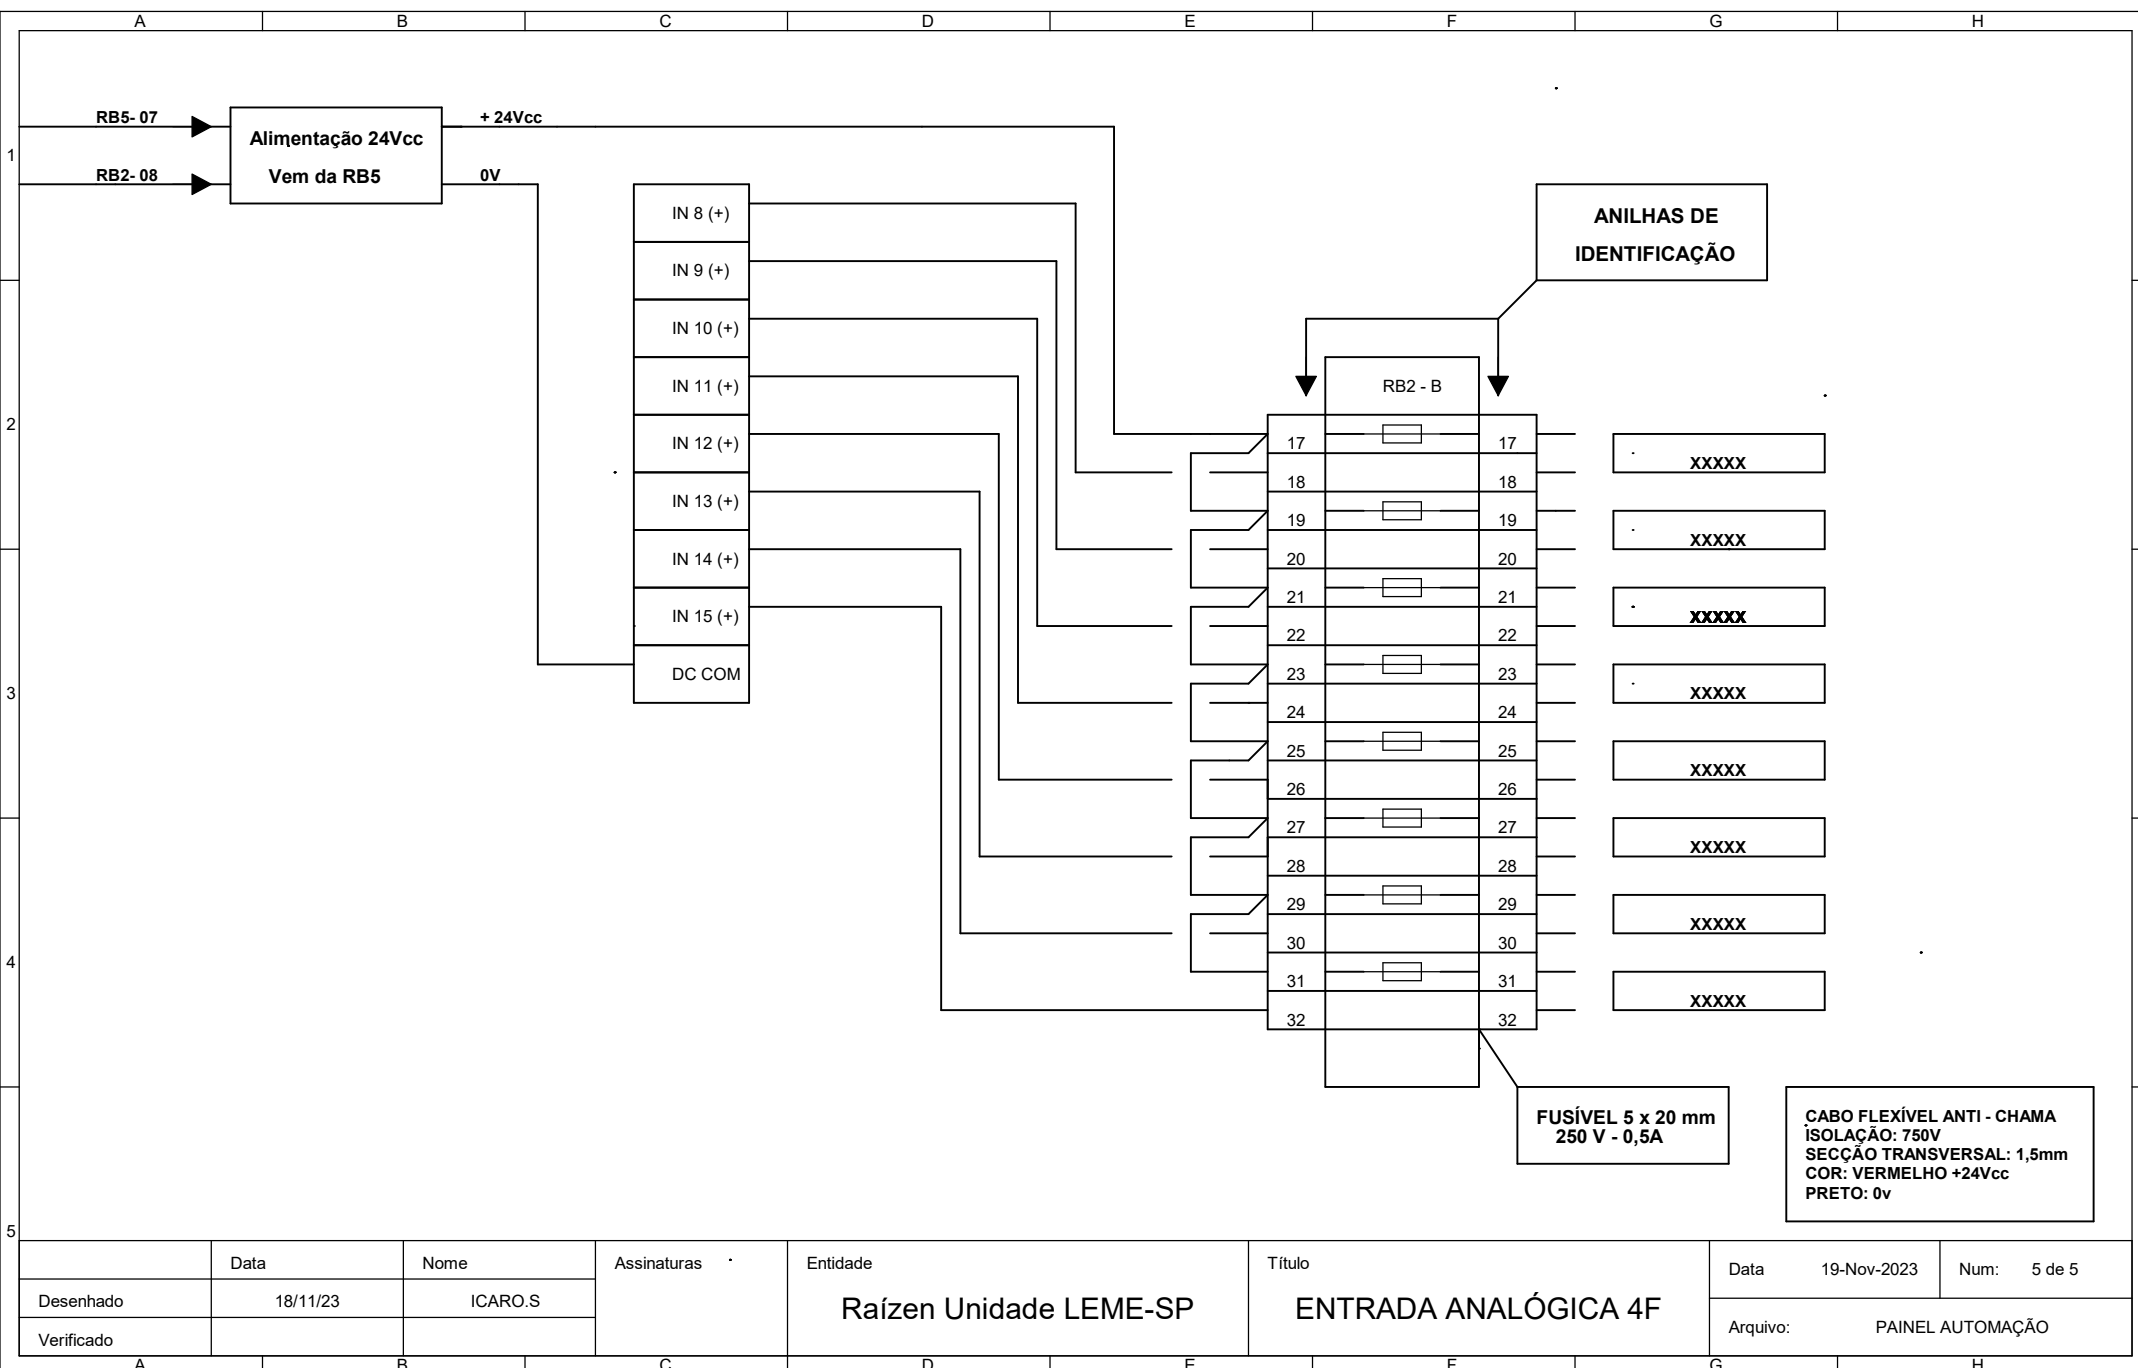 A B C D E F G H
1
2
3
4
5
RB5- 07
RB2- 08
Alimentação 24Vcc
Vem da RB5
+ 24Vcc
0V
IN 8 (+)
IN 9 (+)
IN 10 (+)
IN 11 (+)
IN 12 (+)
IN 13 (+)
IN 14 (+)
IN 15 (+)
DC COM
ANILHAS DE
IDENTIFICAÇÃO
RB2 - B
17 17
18 18
19 19
20 20
21 21
22 22
23 23
24 24
25 25
26 26
27 27
28 28
29 29
30 30
31 31
32 32
XXXXX
XXXXX
XXXXX
XXXXX
XXXXX
XXXXX
XXXXX
XXXXX
FUSÍVEL 5 x 20 mm
250 V - 0,5A
CABO FLEXÍVEL ANTI - CHAMA
ISOLAÇÃO: 750V
SECÇÃO TRANSVERSAL: 1,5mm
COR: VERMELHO +24Vcc
PRETO: 0v
Data Nome
Desenhado 18/11/23 ICARO.S
Verificado
Assinaturas
Entidade
Raízen Unidade LEME-SP
Título
ENTRADA ANALÓGICA 4F
Data 19-Nov-2023 Num: 5 de 5
Arquivo: PAINEL AUTOMAÇÃO
A B C D E F G H